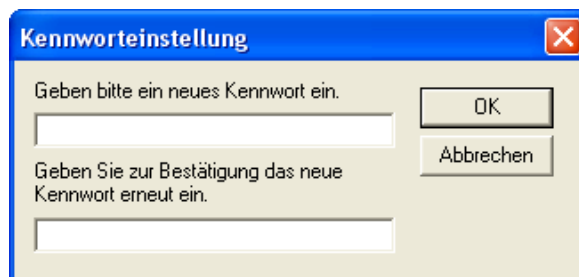 Kennworteinstellung
Geben bitte ein neues Kennwort ein.
OK
Abbrechen
Geben Sie zur Bestätigung das neue
Kennwort erneut ein.